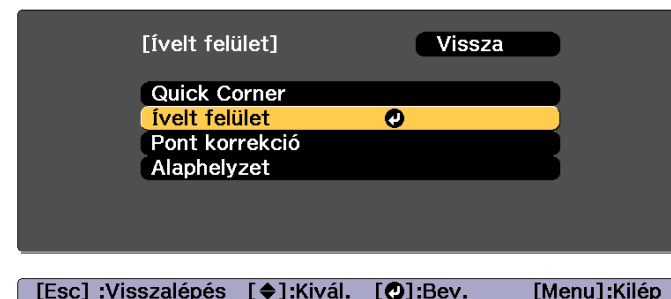 [Ívelt felület] Vissza
Quick Corner
Ívelt felület
Pont korrekció
Alaphelyzet
[Esc] :Visszalépés [◆]:Kivál. [⏎]:Bev. [Menu]:Kilép